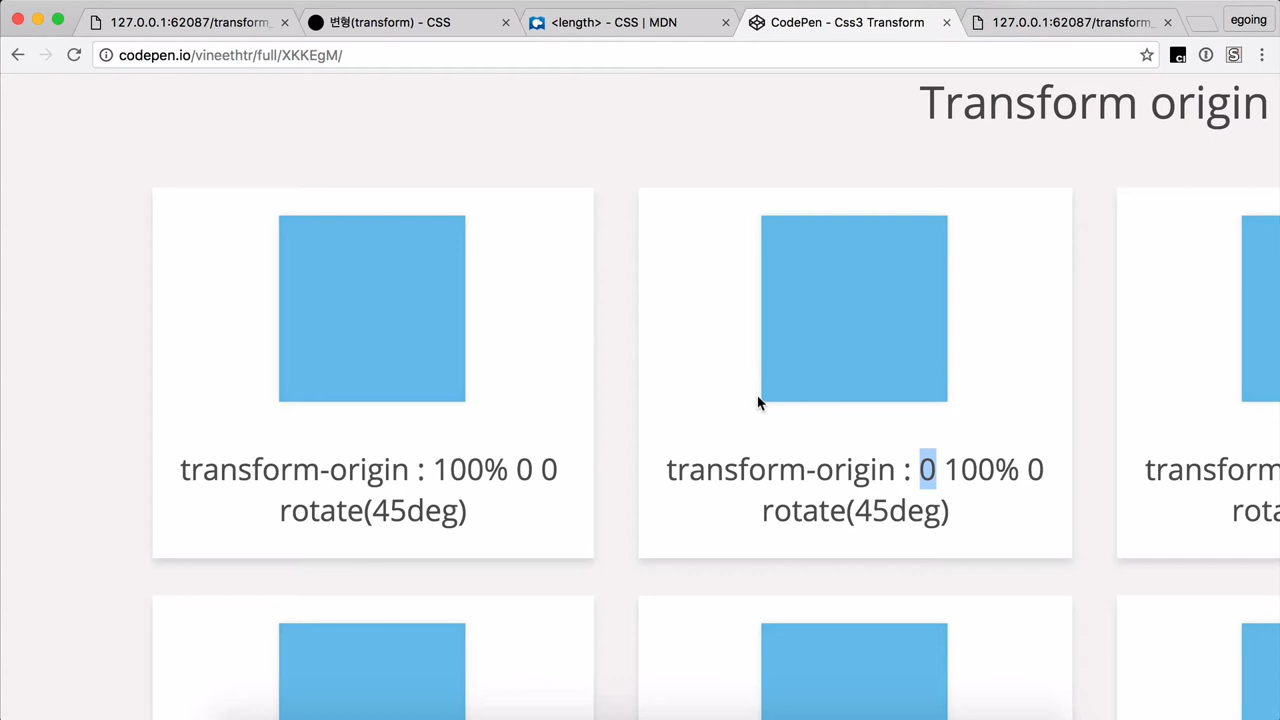 127.0.0.1:62087/transform_
변형(transform) - CSS
<length> - CSS | MDN
CodePen - Css3 Transform
127.0.0.1:62087/transform_
egoing
codepen.io/vineethtr/full/XKKEgM/
Transform origin
transform-origin : 100% 0 0
rotate(45deg)
transform-origin : 0 100% 0
rotate(45deg)
transform
rota